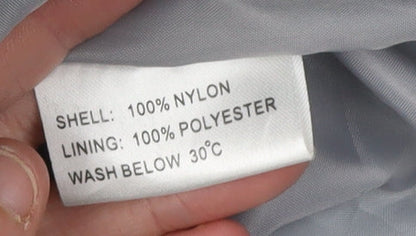 SHELL: 100% NYLON
LINING: 100% POLYESTER
WASH BELOW 30°C